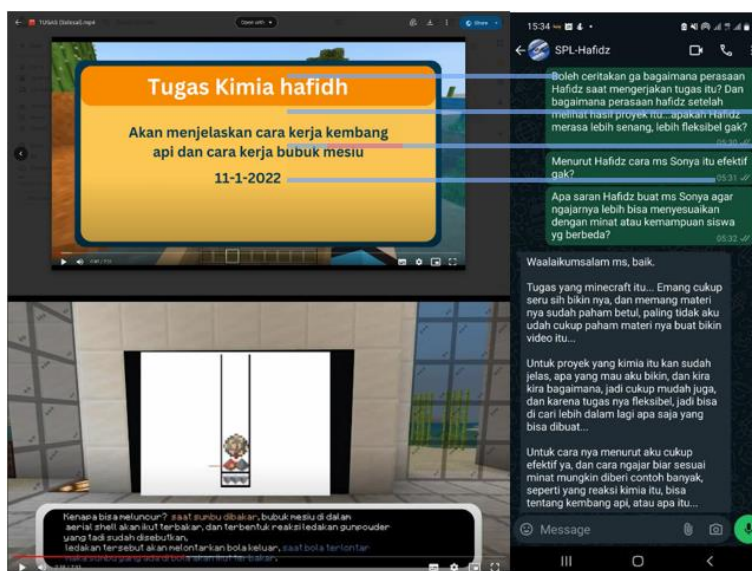 TUGAS (Selesai).mp4
Open with
Share
Tugas Kimia hafidh
Akan menjelaskan cara kerja kembang
api dan cara kerja bubuk mesiu
11-1-2022
Kenapa bisa meluncur? saat sumbu dibakar, bubuk mesiu di dalam
aerial shell akan ikut terbakar, dan terbentuk reaksi ledakan gunpowder
yang tadi sudah disebutkan,
ledakan tersebut akan melontarkan bola keluar, saat bola terlontar
maka sumbu yang ada di bola akan ikut terbakar.
15:34
SPL-Hafidz
Boleh ceritakan ga bagaimana perasaan
Hafidz saat mengerjakan tugas itu? Dan
bagaimana perasaan hafidz setelah
melihat hasil proyek itu...apakah Hafidz
merasa lebih senang, lebih fleksibel gak?
05:30
Menurut Hafidz cara ms Sonya itu efektif
gak?
05:31
Apa saran Hafidz buat ms Sonya agar
ngajarnya lebih bisa menyesuaikan
dengan minat atau kemampuan siswa
yg berbeda?
05:32
Waalaikumsalam ms, baik.
Tugas yang minecraft itu... Emang cukup
seru sih bikin nya, dan memang materi
nya sudah paham betul, paling tidak aku
udah cukup paham materi nya buat bikin
video itu...
Untuk proyek yang kimia itu kan sudah
jelas, apa yang mau aku bikin, dan kira
kira bagaimana, jadi cukup mudah juga,
dan karena tugas nya fleksibel, jadi bisa
di cari lebih dalam lagi apa saja yang
bisa dibuat...
Untuk cara nya menurut aku cukup
efektif ya, dan cara ngajar biar sesuai
minat mungkin diberi contoh banyak,
seperti yang reaksi kimia itu, bisa
tentang kembang api, atau apa itu...
Message